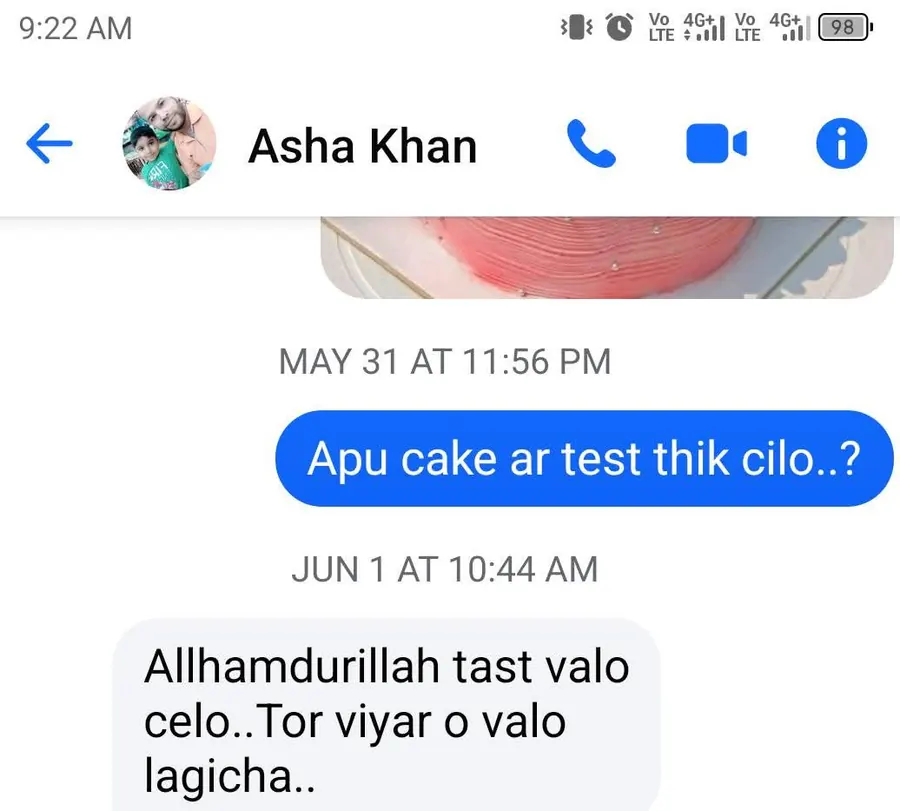 9:22 AM
Vo LTE 4G+ Vo LTE 4G+ 98
Asha Khan
MAY 31 AT 11:56 PM
Apu cake ar test thik cilo..?
JUN 1 AT 10:44 AM
Allhamdurillah tast valo
celo..Tor viyar o valo
lagicha..